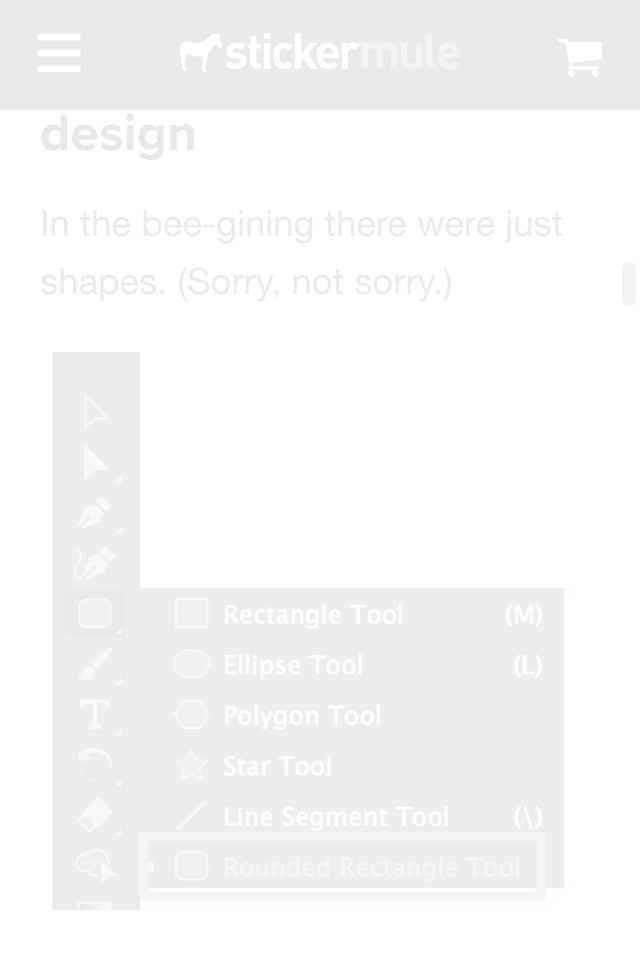 stickermule
design
In the bee-gining there were just
shapes. (Sorry, not sorry.)
Rectangle Tool (M)
Ellipse Tool (L)
Polygon Tool
Star Tool
Line Segment Tool (\)
Rounded Rectangle Tool
T